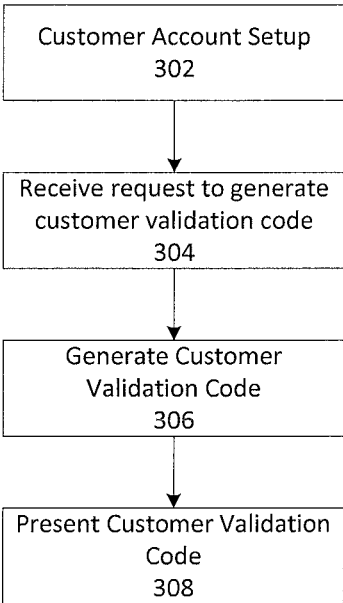 Customer Account Setup
302
Receive request to generate
customer validation code
304
Generate Customer
Validation Code
306
Present Customer Validation
Code
308